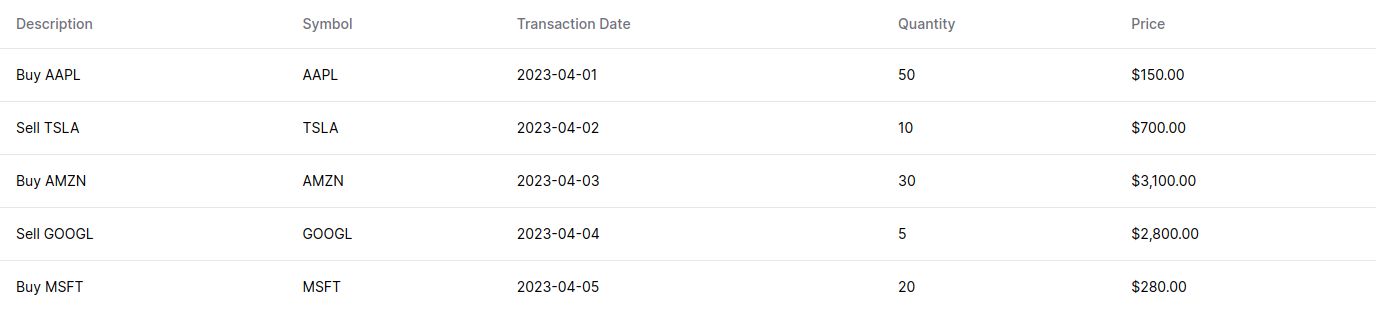 Description Symbol Transaction Date Quantity Price
Buy AAPL AAPL 2023-04-01 50 $150.00
Sell TSLA TSLA 2023-04-02 10 $700.00
Buy AMZN AMZN 2023-04-03 30 $3,100.00
Sell GOOGL GOOGL 2023-04-04 5 $2,800.00
Buy MSFT MSFT 2023-04-05 20 $280.00